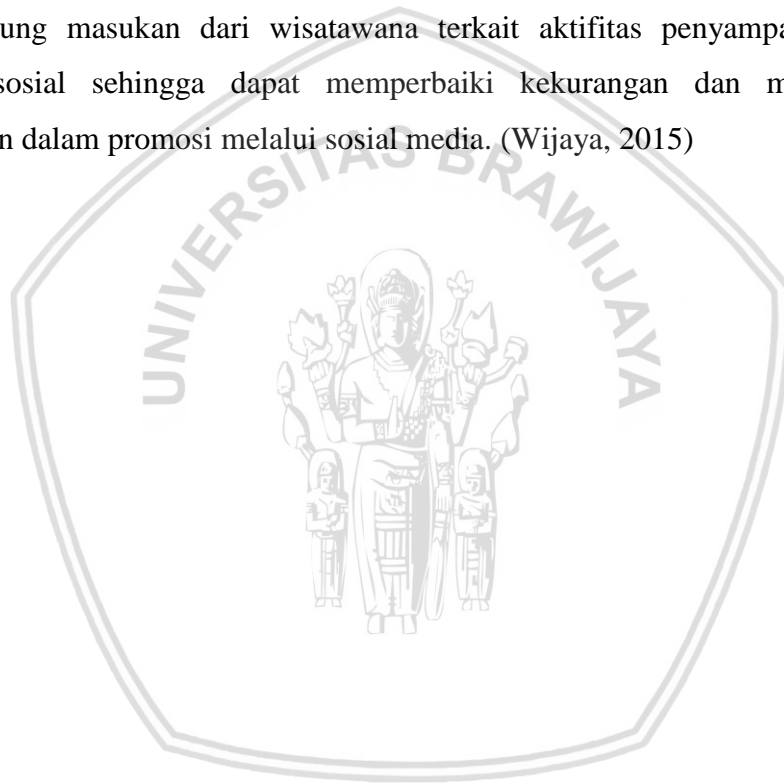 ung masukan dari wisatawana terkait aktifitas penyampa
sosial sehingga dapat memperbaiki kekurangan dan m
n dalam promosi melalui sosial media. (Wijaya, 2015)
UNIVERSITAS BRAWIJAYA